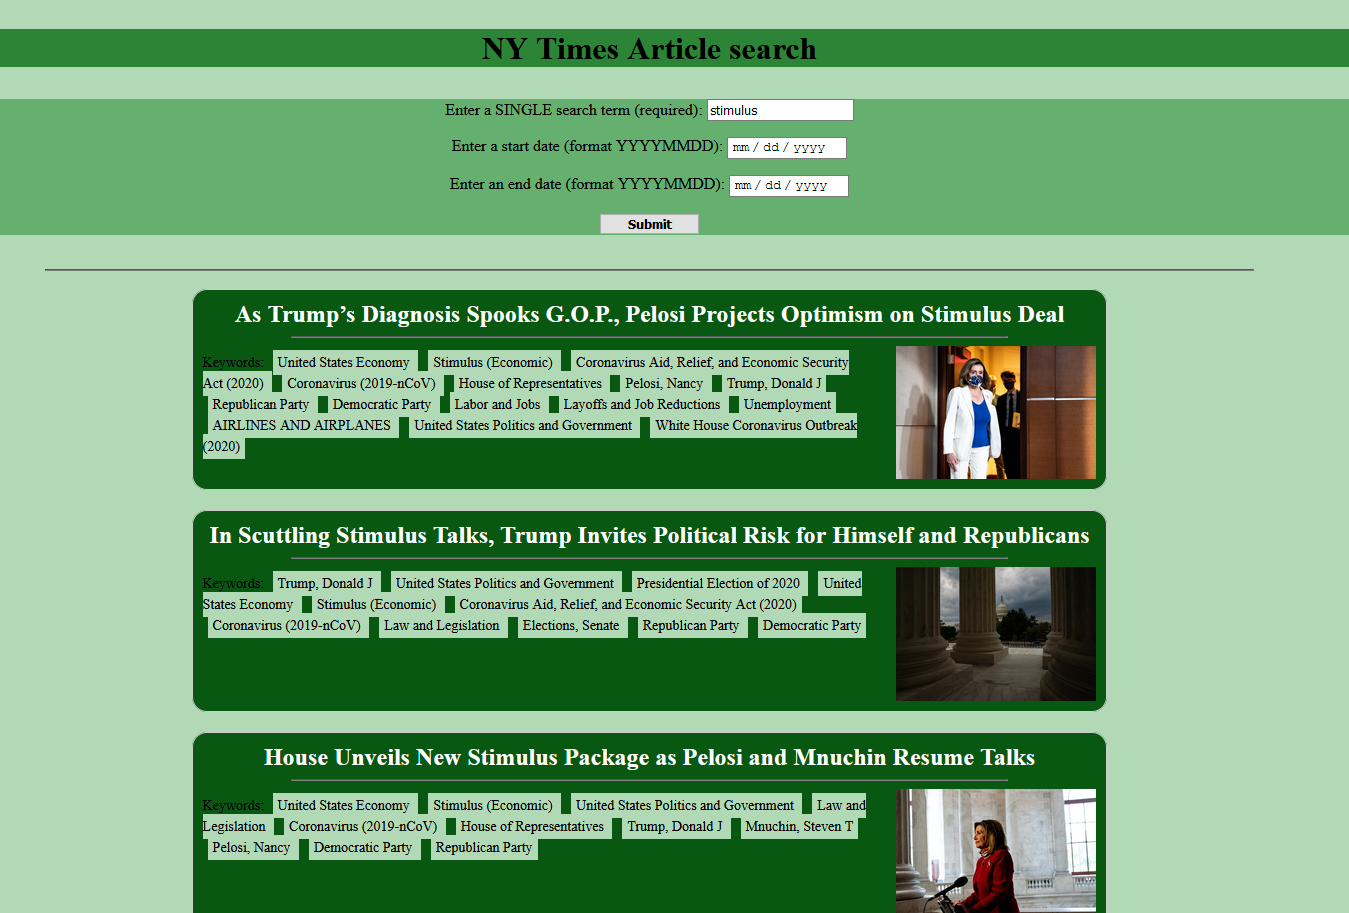 NY Times Article search
Enter a SINGLE search term (required): stimulus
Enter a start date (format YYYYMMDD): mm / dd / yyyy
Enter an end date (format YYYYMMDD): mm / dd / yyyy
Submit
As Trump’s Diagnosis Spooks G.O.P., Pelosi Projects Optimism on Stimulus Deal
Keywords: United States Economy Stimulus (Economic) Coronavirus Aid, Relief, and Economic Security
Act (2020) Coronavirus (2019-nCoV) House of Representatives Pelosi, Nancy Trump, Donald J
Republican Party Democratic Party Labor and Jobs Layoffs and Job Reductions Unemployment
AIRLINES AND AIRPLANES United States Politics and Government White House Coronavirus Outbreak
(2020)
In Scuttling Stimulus Talks, Trump Invites Political Risk for Himself and Republicans
Keywords: Trump, Donald J United States Politics and Government Presidential Election of 2020 United
States Economy Stimulus (Economic) Coronavirus Aid, Relief, and Economic Security Act (2020)
Coronavirus (2019-nCoV) Law and Legislation Elections, Senate Republican Party Democratic Party
House Unveils New Stimulus Package as Pelosi and Mnuchin Resume Talks
Keywords: United States Economy Stimulus (Economic) United States Politics and Government Law and
Legislation Coronavirus (2019-nCoV) House of Representatives Trump, Donald J Mnuchin, Steven T
Pelosi, Nancy Democratic Party Republican Party